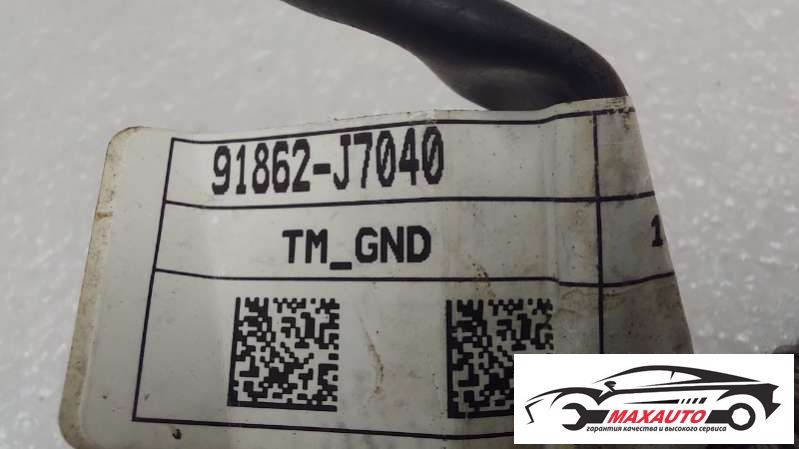 91862-J7040
TM_GND
1
MAXAUTO
гарантия качества и высокого сервиса